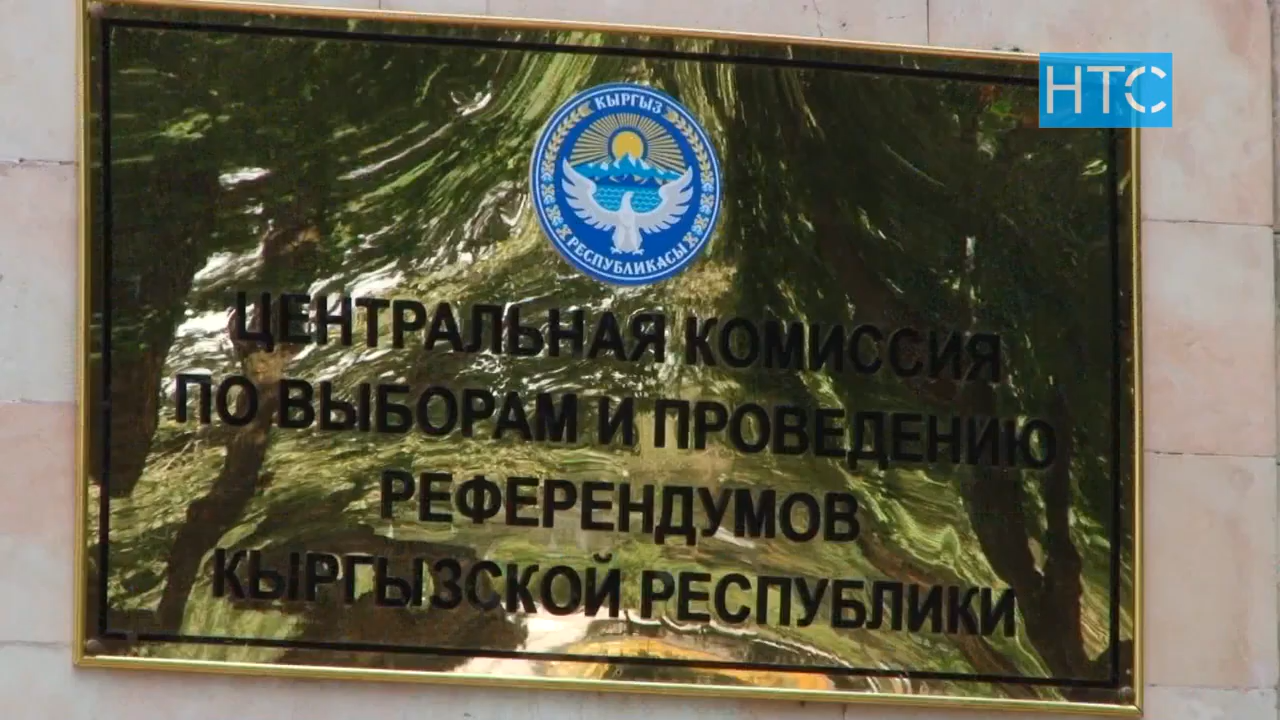 НТС
КЫРГЫЗ
РЕСПУБЛИКАСЫ
ЦЕНТРАЛЬНАЯ КОМИССИЯ
ПО ВЫБОРАМ И ПРОВЕДЕНИЮ
РЕФЕРЕНДУМОВ
КЫРГЫЗСКОЙ РЕСПУБЛИКИ